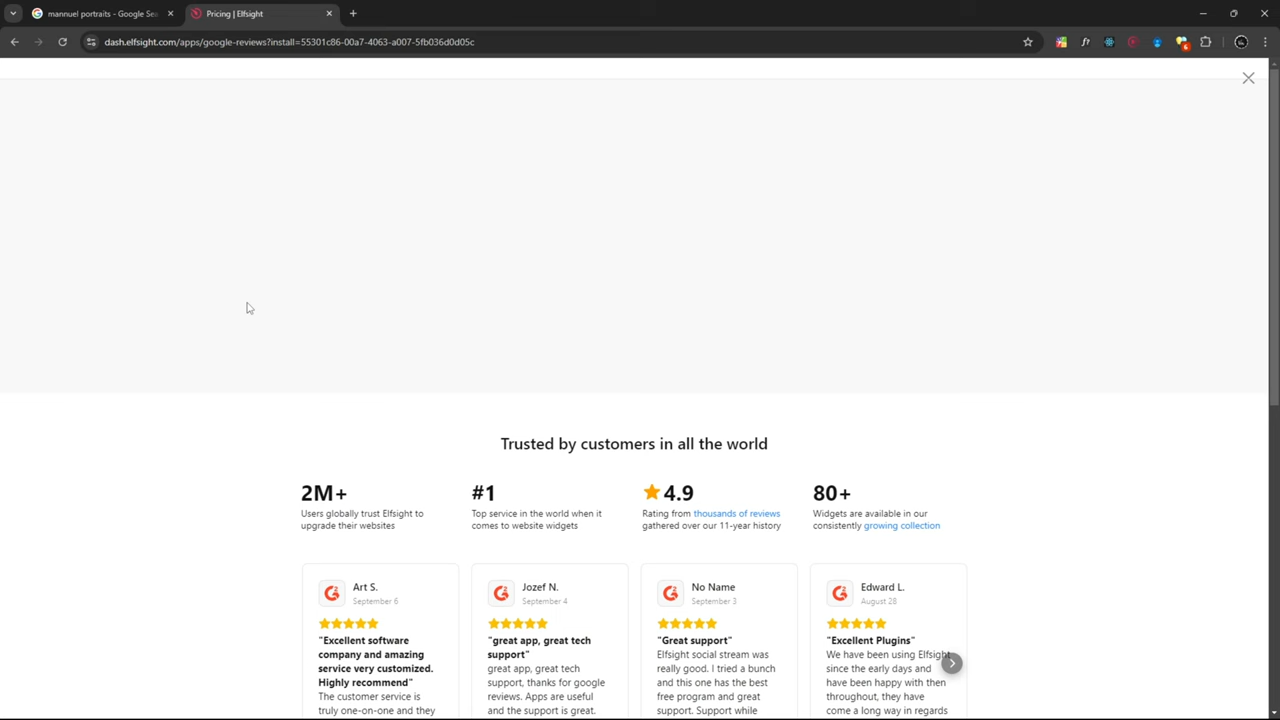 mannuel portraits - Google Sea
Pricing | Elfsight
dash.elfsight.com/apps/google-reviews?install=55301c86-00a7-4063-a007-5fb036d0d05c
Trusted by customers in all the world
2M+
Users globally trust Elfsight to
upgrade their websites
#1
Top service in the world when it
comes to website widgets
4.9
Rating from thousands of reviews
gathered over our 11-year history
80+
Widgets are available in our
consistently growing collection
Art S.
September 6
"Excellent software
company and amazing
service very customized.
Highly recommend"
The customer service is
truly one-on-one and they
Jozef N.
September 4
"great app, great tech
support"
great app, great tech
support, thanks for google
reviews. Apps are useful
and the support is great.
No Name
September 3
"Great support"
Elfsight social stream was
really good. I tried a bunch
and this one has the best
free program and great
support. Support while
Edward L.
August 28
"Excellent Plugins"
We have been using Elfsight
since the early days and
have been happy with then
throughout, they have
come a long way in regards